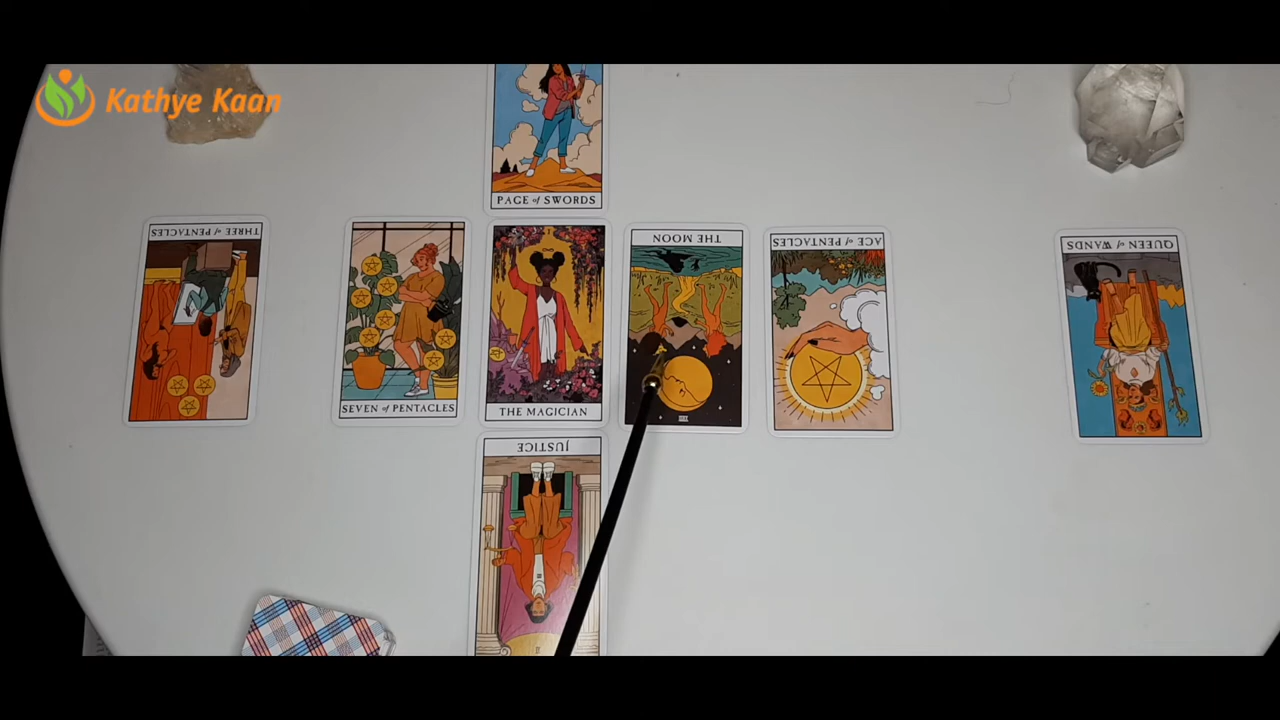 Kathye Kaan
PAGE of SWORDS
THREE of PENTACLES
SEVEN of PENTACLES
I
THE MAGICIAN
THE MOON
XVIII
ACE of PENTACLES
QUEEN of WANDS
JUSTICE